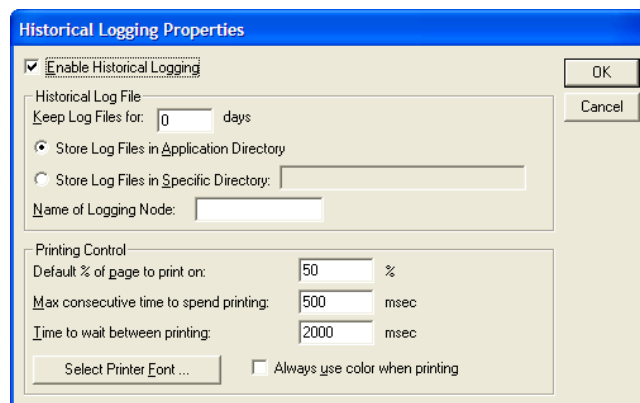 Historical Logging Properties
Enable Historical Logging
OK
Cancel
Historical Log File
Keep Log Files for: 0 days
Store Log Files in Application Directory
Store Log Files in Specific Directory:
Name of Logging Node:
Printing Control
Default % of page to print on: 50 %
Max consecutive time to spend printing: 500 msec
Time to wait between printing: 2000 msec
Select Printer Font ...
Always use color when printing